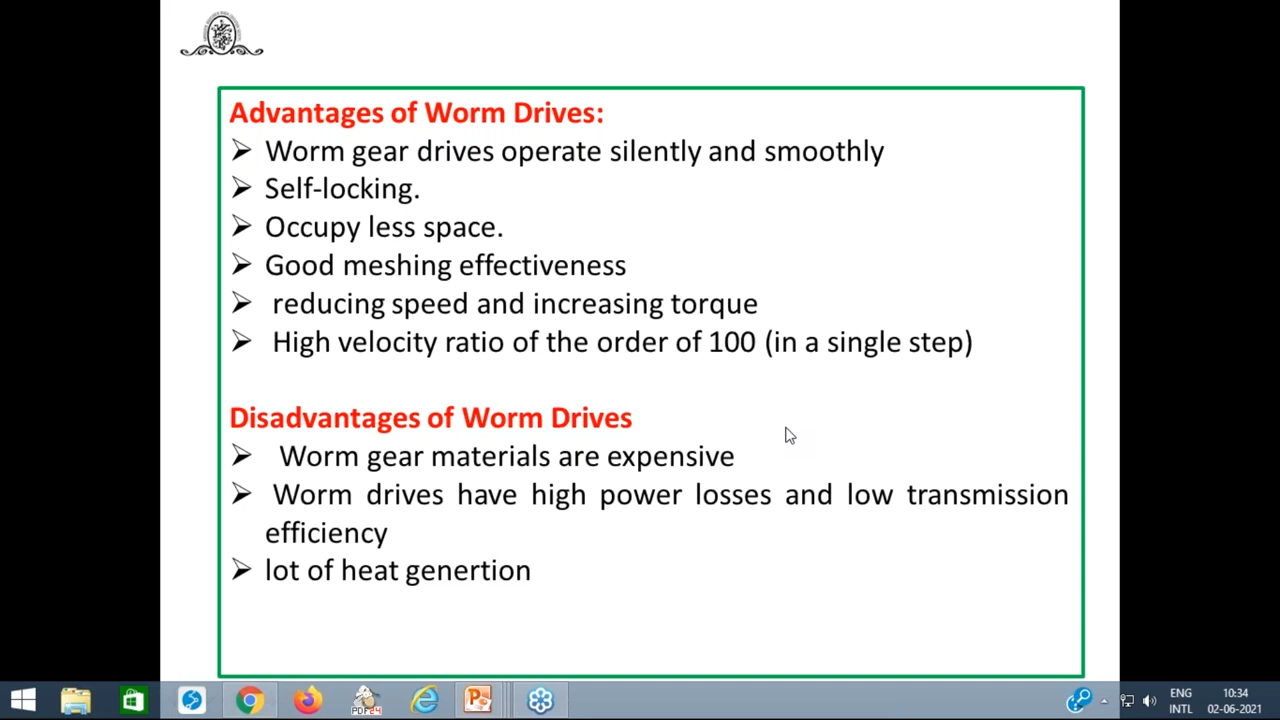 Advantages of Worm Drives:
➢ Worm gear drives operate silently and smoothly
➢ Self-locking.
➢ Occupy less space.
➢ Good meshing effectiveness
➢ reducing speed and increasing torque
➢ High velocity ratio of the order of 100 (in a single step)
Disadvantages of Worm Drives
➢ Worm gear materials are expensive
➢ Worm drives have high power losses and low transmission
efficiency
➢ lot of heat genertion
PDF24
ENG
INTL
10:34
02-06-2021